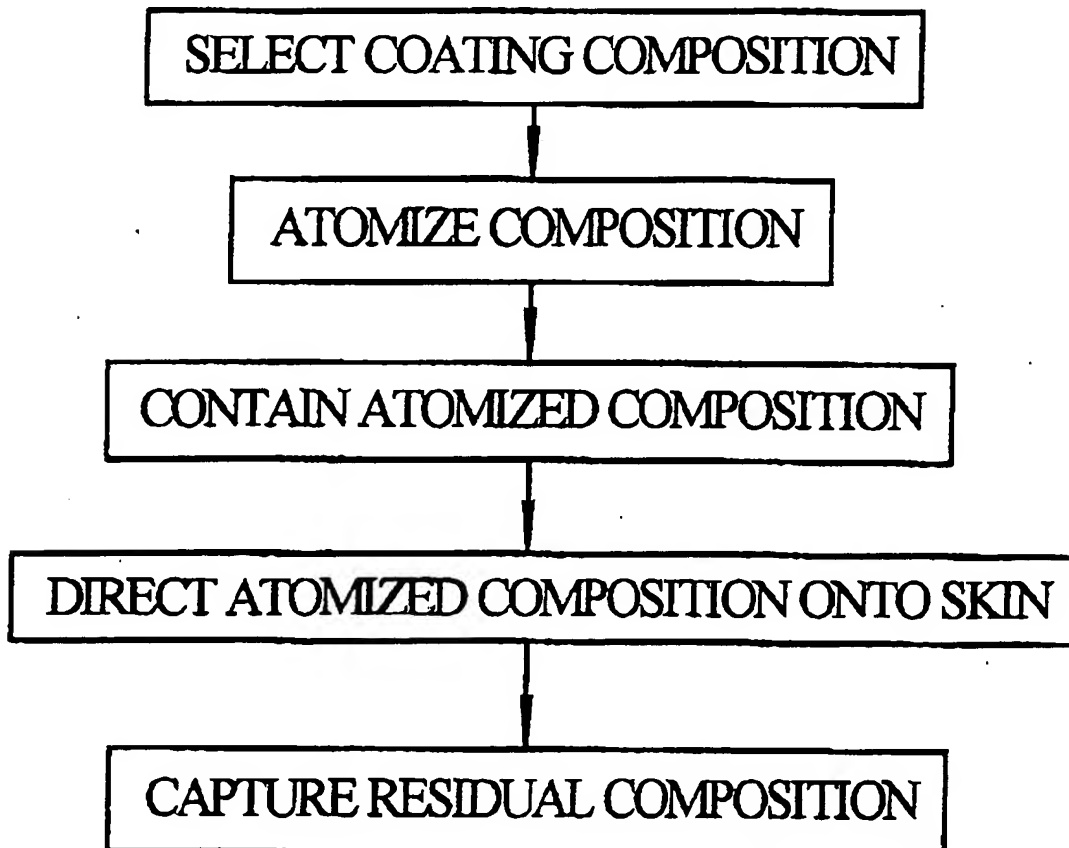 SELECT COATING COMPOSITION
ATOMIZE COMPOSITION
CONTAIN ATOMIZED COMPOSITION
DIRECT ATOMIZED COMPOSITION ONTO SKIN
CAPTURE RESIDUAL COMPOSITION